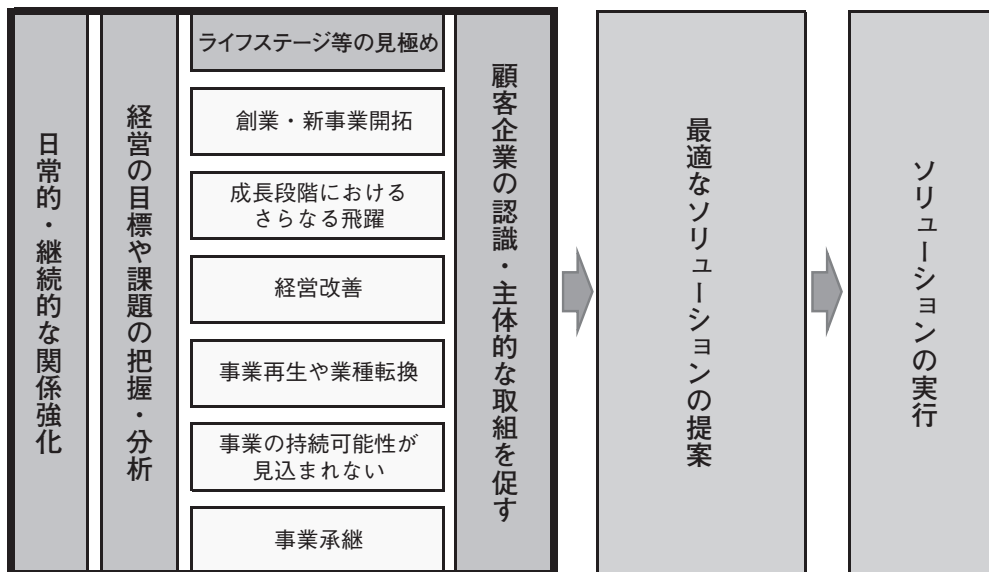 日常的・継続的な関係強化
経営の目標や課題の把握・分析
ライフステージ等の見極め
創業・新事業開拓
成長段階における
さらなる飛躍
経営改善
事業再生や業種転換
事業の持続可能性が
見込まれない
事業承継
顧客企業の認識・主体的な取組を促す
最適なソリューションの提案
ソリューションの実行